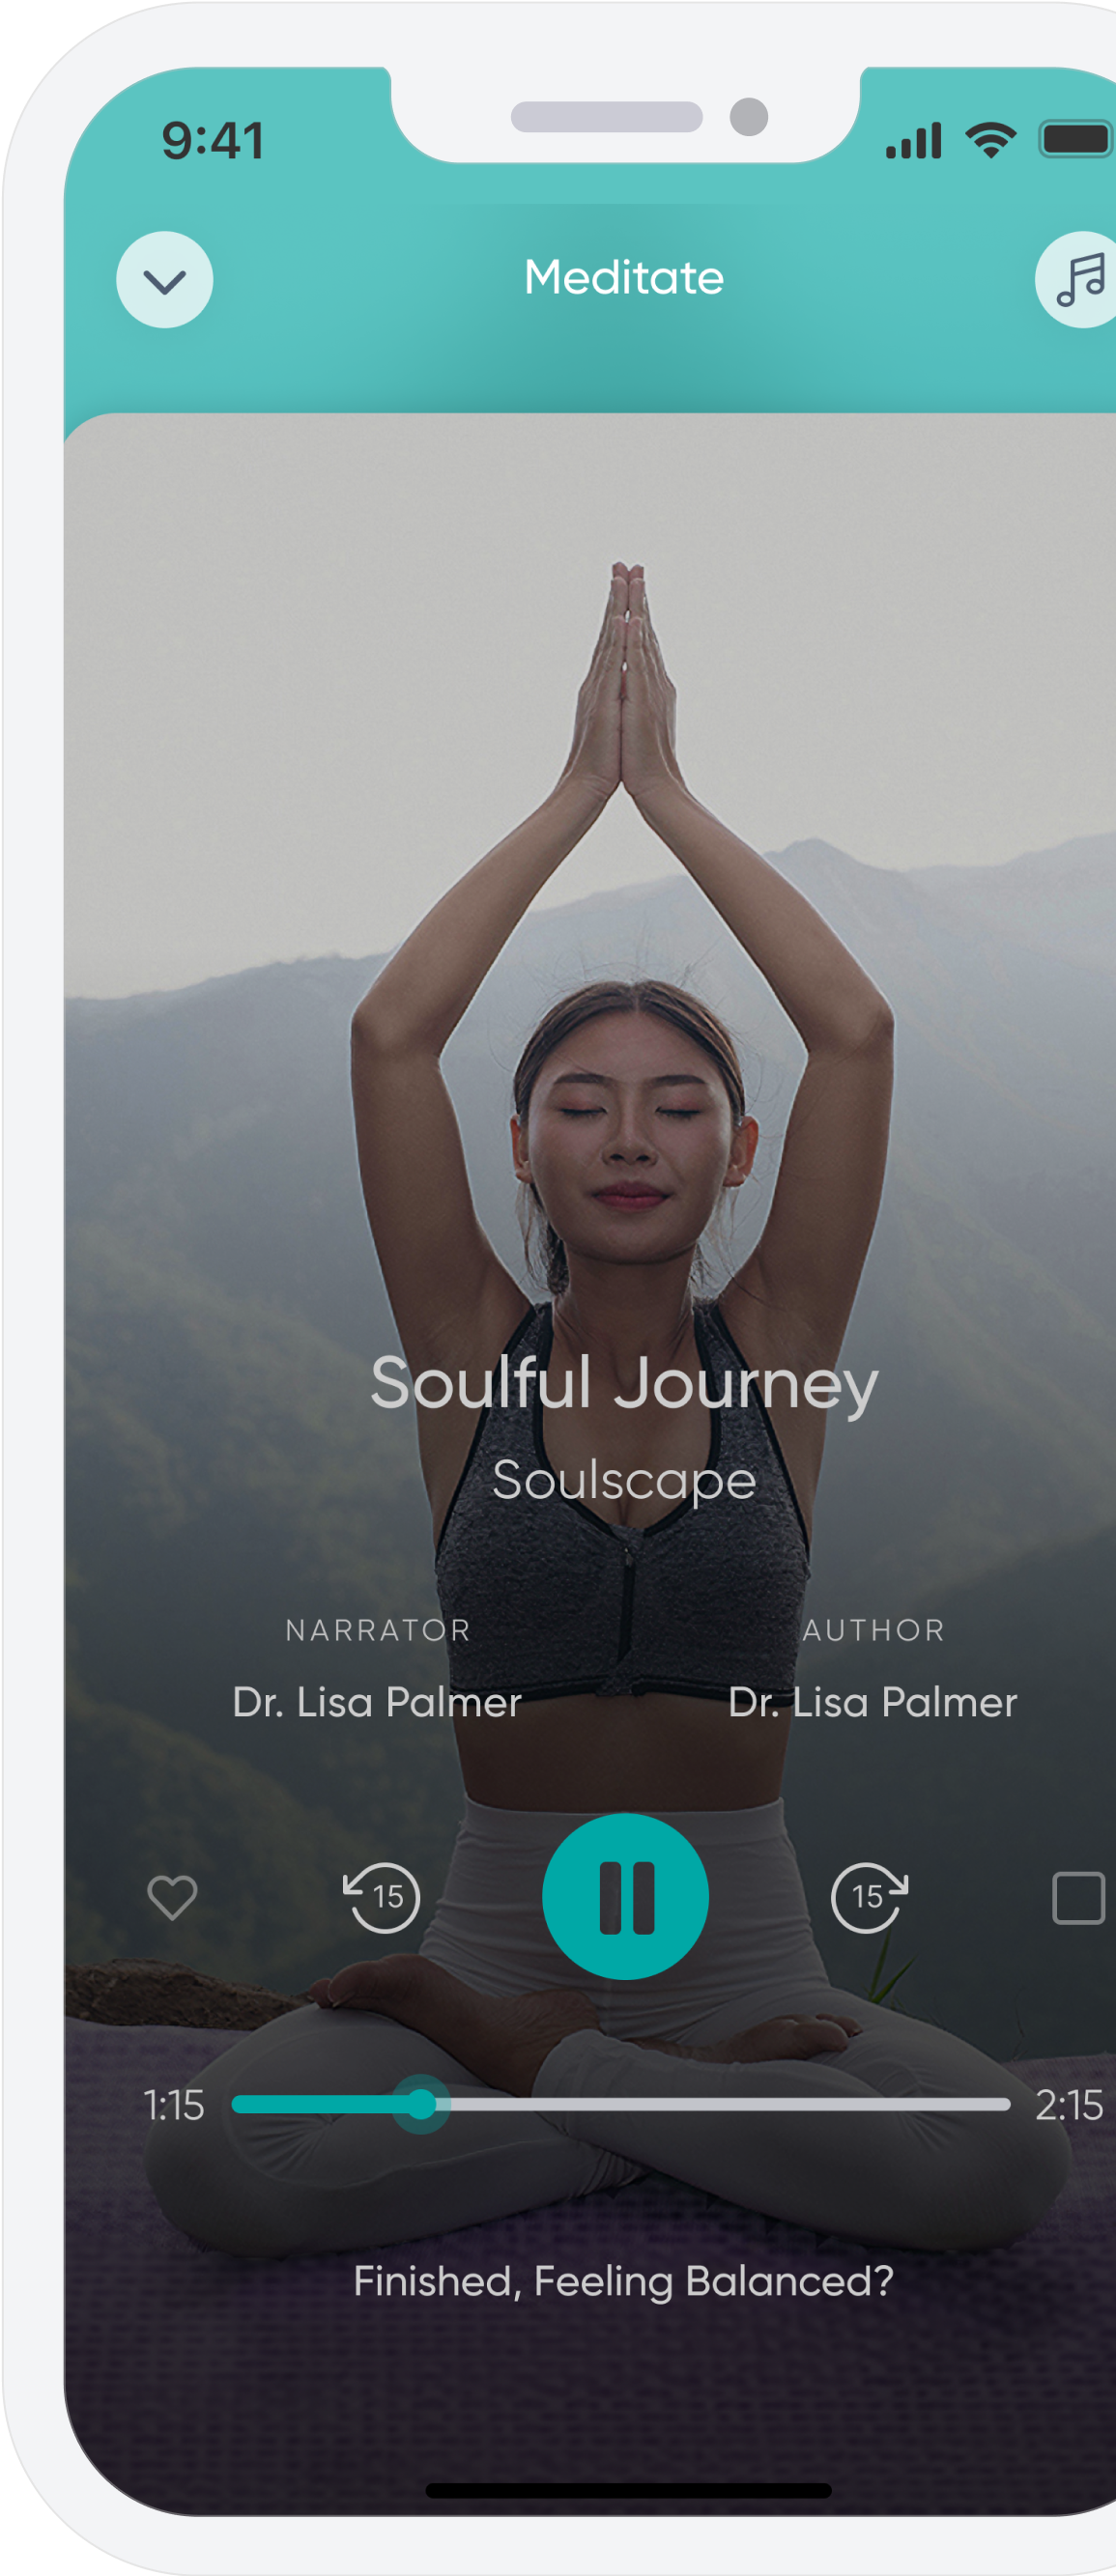 9:41
Meditate
Soulful Journey
Soulscape
NARRATOR AUTHOR
Dr. Lisa Palmer Dr. Lisa Palmer
15 15
1:15 2:15
Finished, Feeling Balanced?